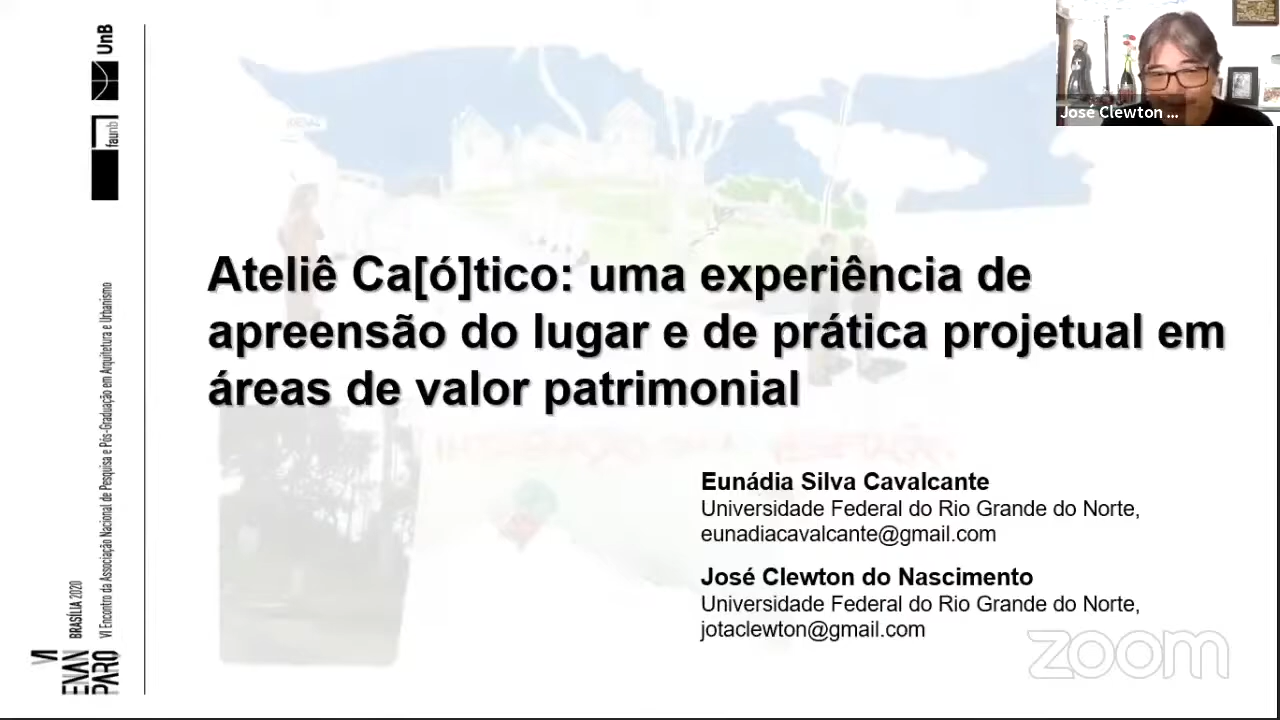 UnB
faunb
VI Encontro da Associação Nacional de Pesquisa e Pós-Graduação em Arquitetura e Urbanismo
BRASÍLIA 2020
VI
ENAN
PARQ
José Clewton ...
Ateliê Ca[ó]tico: uma experiência de
apreensão do lugar e de prática projetual em
áreas de valor patrimonial
Eunádia Silva Cavalcante
Universidade Federal do Rio Grande do Norte,
eunadiacavalcante@gmail.com
José Clewton do Nascimento
Universidade Federal do Rio Grande do Norte,
jotaclewton@gmail.com
zoom